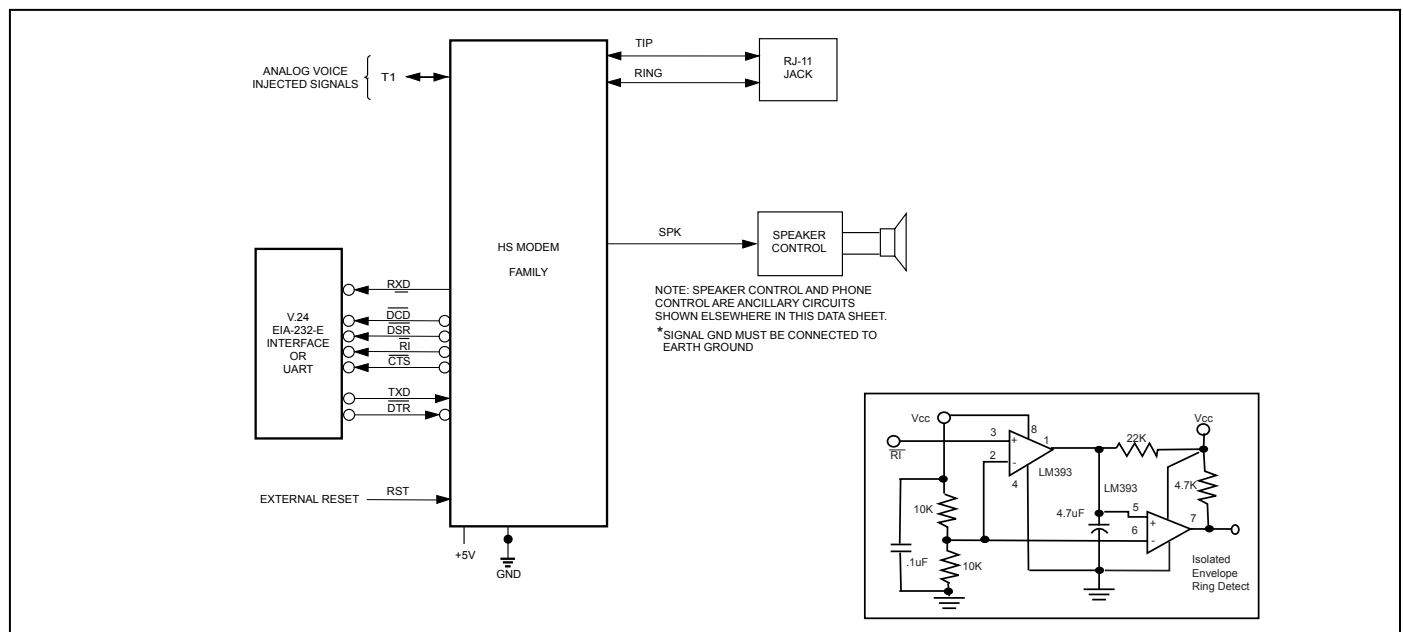 ANALOG VOICE
INJECTED SIGNALS
T1
TIP
RING
RJ-11
JACK
HS MODEM
FAMILY
SPK
SPEAKER
CONTROL
NOTE: SPEAKER CONTROL AND PHONE
CONTROL ARE ANCILLARY CIRCUITS
SHOWN ELSEWHERE IN THIS DATA SHEET.
*SIGNAL GND MUST BE CONNECTED TO
EARTH GROUND
V.24
EIA-232-E
INTERFACE
OR
UART
RXD
DCD
DSR
RI
CTS
TXD
DTR
EXTERNAL RESET
RST
+5V
GND
Vcc
RI
3
2
+
-
8
1
4
LM393
22K
Vcc
4.7K
LM393
10K
.1uF
10K
4.7uF
5
6
+
-
7
Isolated
Envelope
Ring Detect